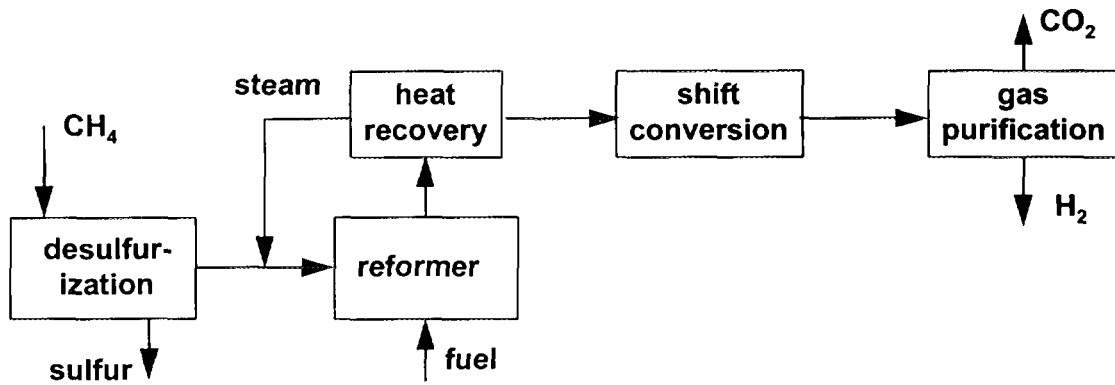 CH4
desulfur-
ization
sulfur
steam
reformer
fuel
heat
recovery
shift
conversion
gas
purification
CO2
H2